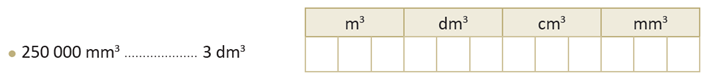 m³ dm³ cm³ mm³
• 250 000 mm³ .................... 3 dm³